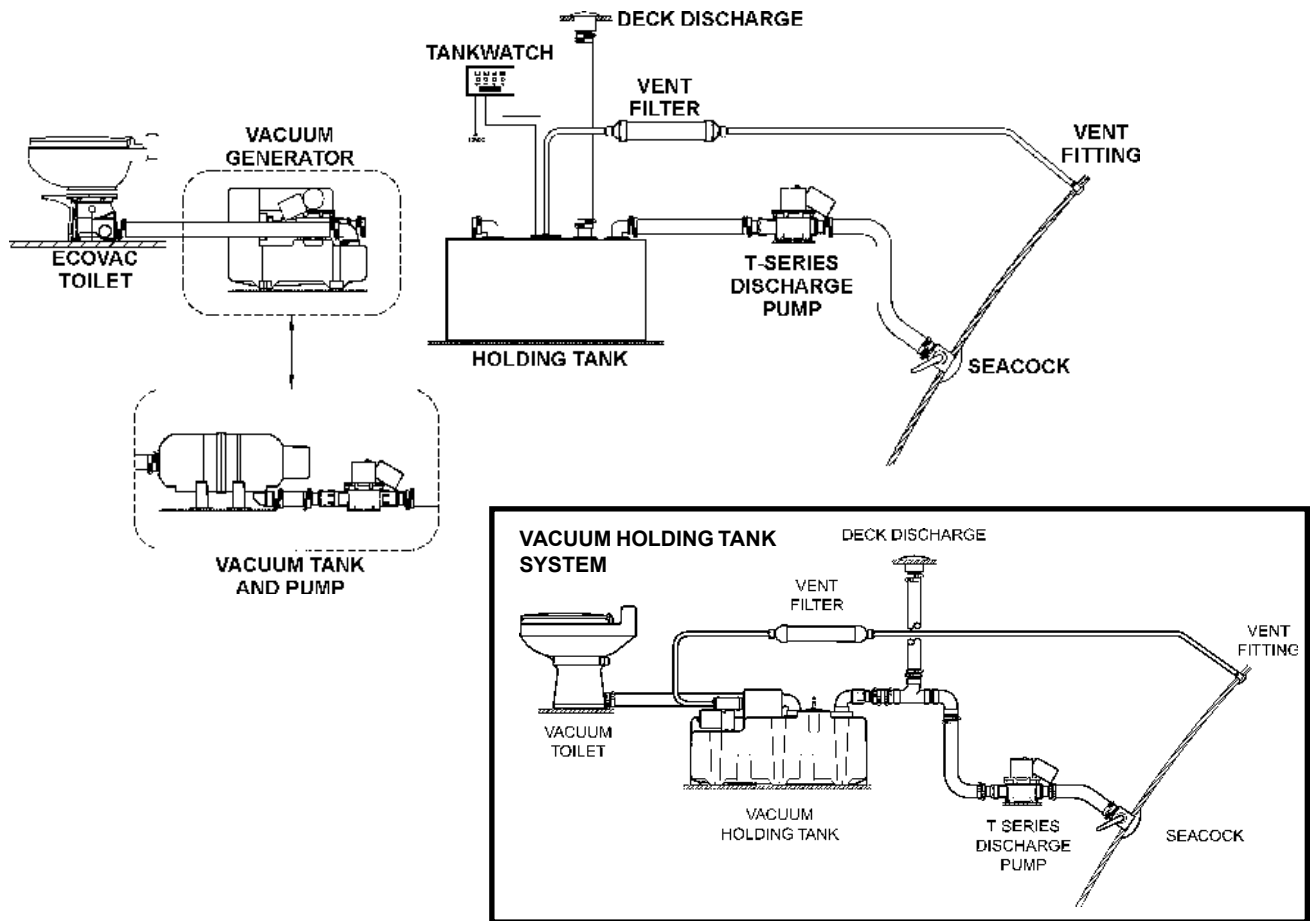 DECK DISCHARGE
TANKWATCH
VENT
FILTER
VACUUM
GENERATOR
VENT
FITTING
ECOVAC
TOILET
T-SERIES
DISCHARGE
PUMP
HOLDING TANK
SEACOCK
VACUUM TANK
AND PUMP
VACUUM HOLDING TANK
SYSTEM
DECK DISCHARGE
VENT
FILTER
VENT
FITTING
VACUUM
TOILET
VACUUM
HOLDING TANK
T SERIES
DISCHARGE
PUMP
SEACOCK